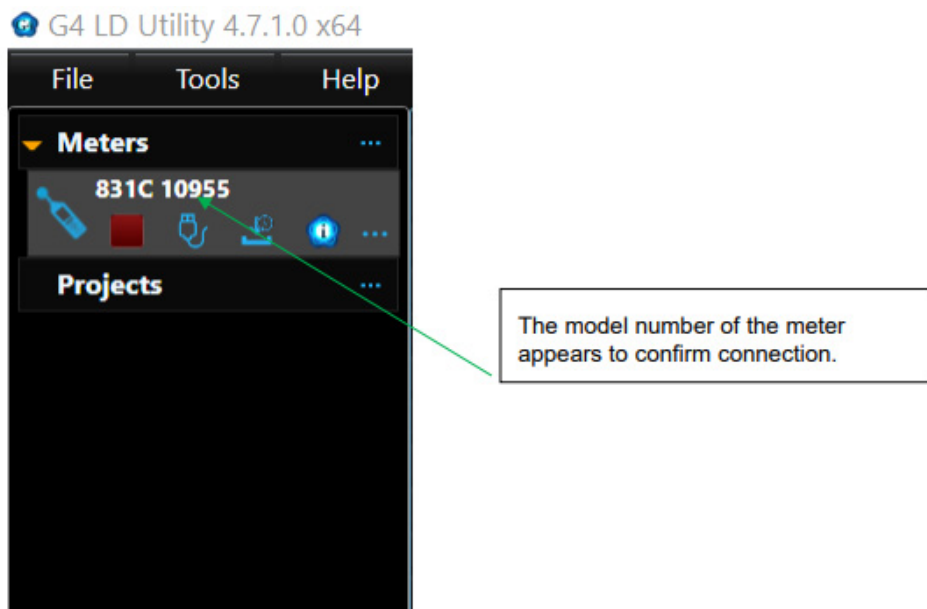 G4 LD Utility 4.7.1.0 x64
File Tools Help
Meters ...
831C 10955
...
Projects ...
The model number of the meter
appears to confirm connection.